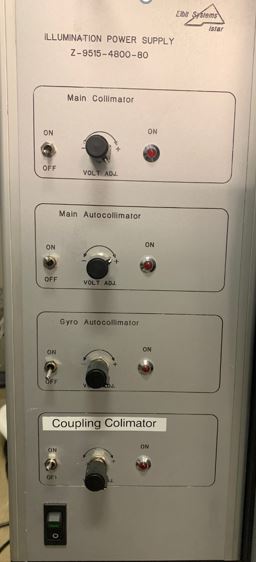 Elbit Systems
Istar
ILLUMINATION POWER SUPPLY
Z-9515-4800-80
Main Collimator
ON
ON
- +
OFF
VOLT ADJ.
Main Autocollimator
ON
ON
- +
OFF
VOLT ADJ.
Gyro Autocollimator
ON
ON
OFF
DJ.
Coupling Colimator
ON
ON
OFF